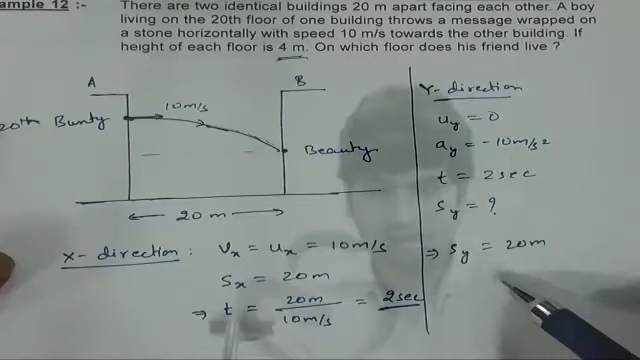 ample 12 :- There are two identical buildings 20 m apart facing each other. A boy
living on the 20th floor of one building throws a message wrapped on
a stone horizontally with speed 10 m/s towards the other building. If
height of each floor is 4 m. On which floor does his friend live ?
A
B
10m/s
20th Bunty
Beauty
20 m
X-direction : Vx = ux = 10m/s
Sx = 20m
⇒ t = 20m / 10m/s = 2sec
Y-direction
uy = 0
ay = -10m/s2
t = 2sec
Sy = ?
⇒ Sy = 20m